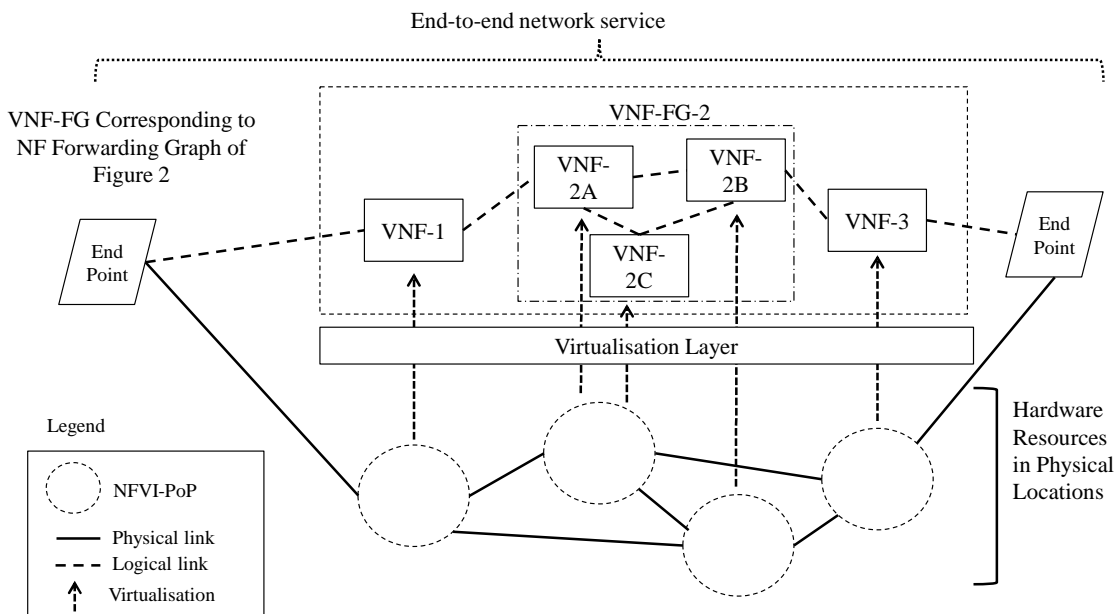 End-to-end network service
VNF-FG Corresponding to
NF Forwarding Graph of
Figure 2
VNF-FG-2
VNF-
2A
VNF-
2B
VNF-1
VNF-
2C
VNF-3
End
Point
End
Point
Virtualisation Layer
Hardware
Resources
in Physical
Locations
Legend
NFVI-PoP
Physical link
Logical link
Virtualisation